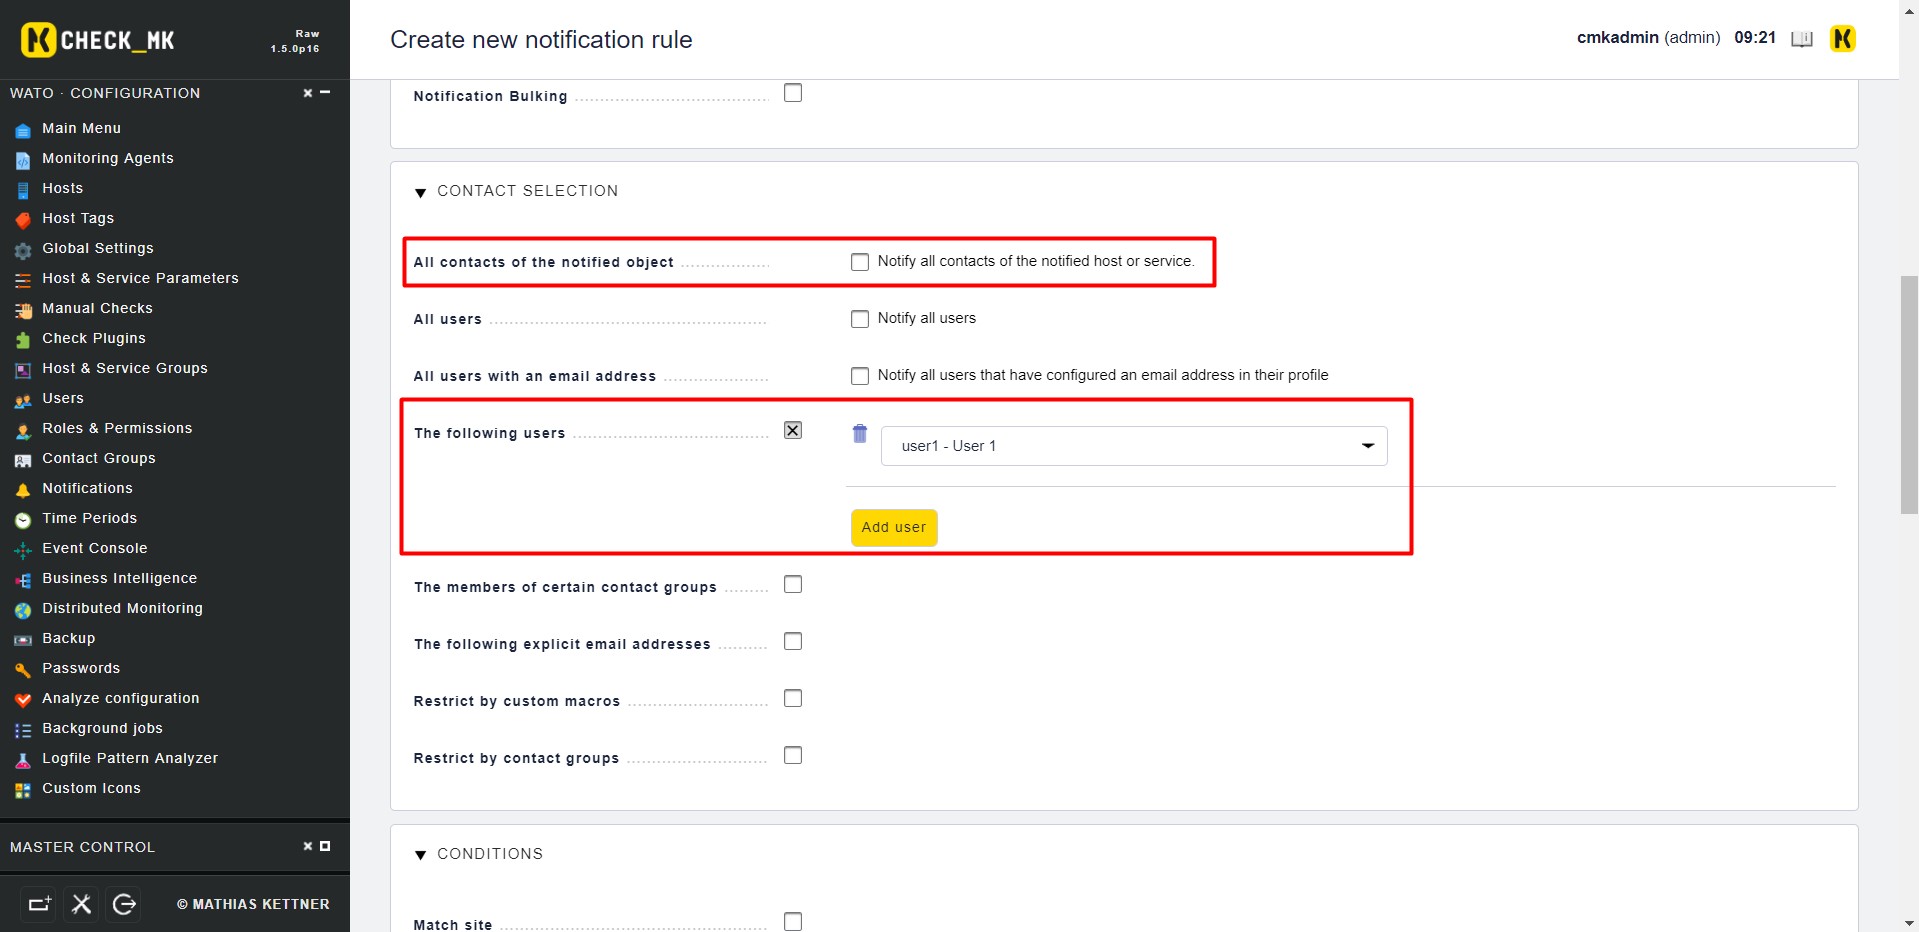 CHECK_MK
Raw
1.5.0p16
Create new notification rule
cmkadmin (admin) 09:21
WATO · CONFIGURATION
Main Menu
Monitoring Agents
Hosts
Host Tags
Global Settings
Host & Service Parameters
Manual Checks
Check Plugins
Host & Service Groups
Users
Roles & Permissions
Contact Groups
Notifications
Time Periods
Event Console
Business Intelligence
Distributed Monitoring
Backup
Passwords
Analyze configuration
Background jobs
Logfile Pattern Analyzer
Custom Icons
MASTER CONTROL
© MATHIAS KETTNER
Notification Bulking
CONTACT SELECTION
All contacts of the notified object Notify all contacts of the notified host or service.
All users Notify all users
All users with an email address Notify all users that have configured an email address in their profile
The following users user1 - User 1
Add user
The members of certain contact groups
The following explicit email addresses
Restrict by custom macros
Restrict by contact groups
CONDITIONS
Match site